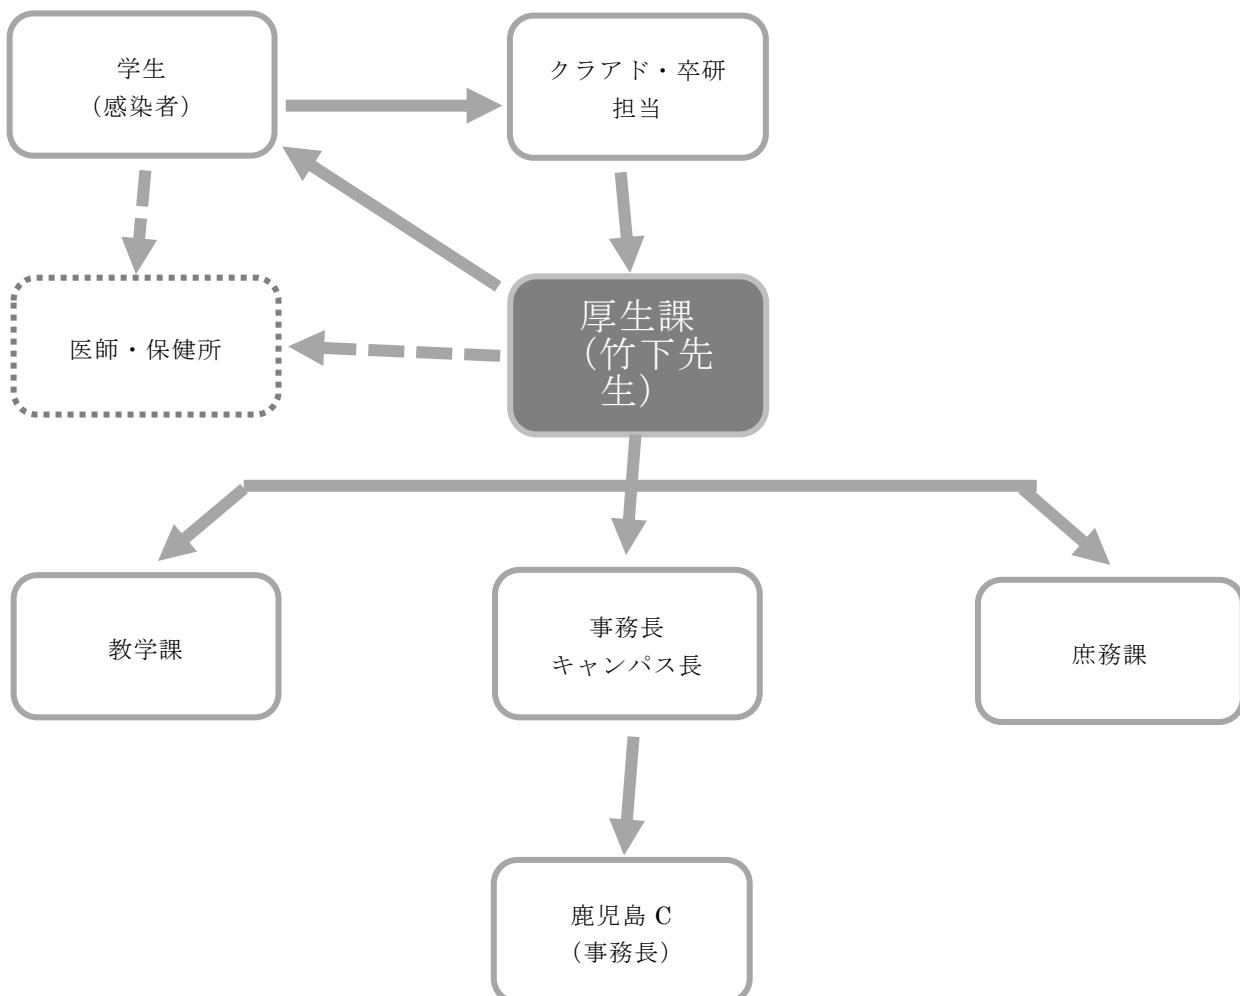 学生
(感染者)
クラアド・卒研
担当
医師・保健所
厚生課
(竹下先
生)
教学課
事務長
キャンパス長
庶務課
鹿児島 C
(事務長)